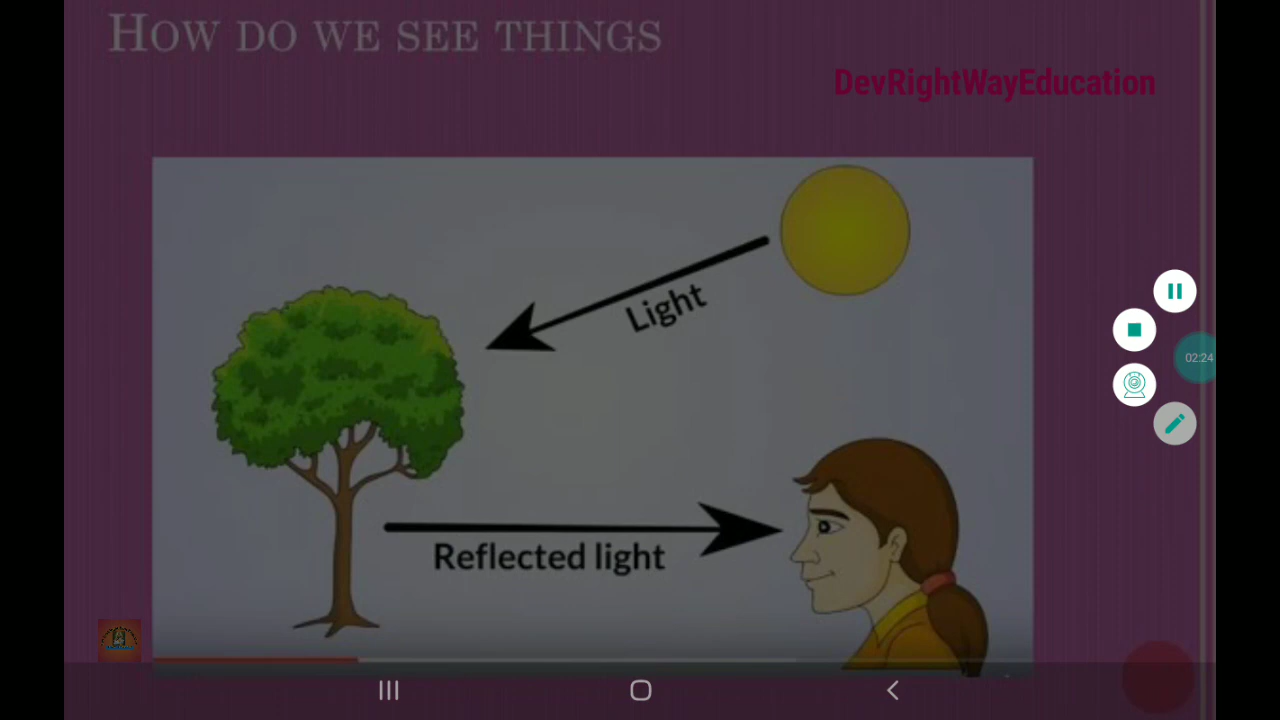 HOW DO WE SEE THINGS
DevRightWayEducation
Light
02:24
Reflected light